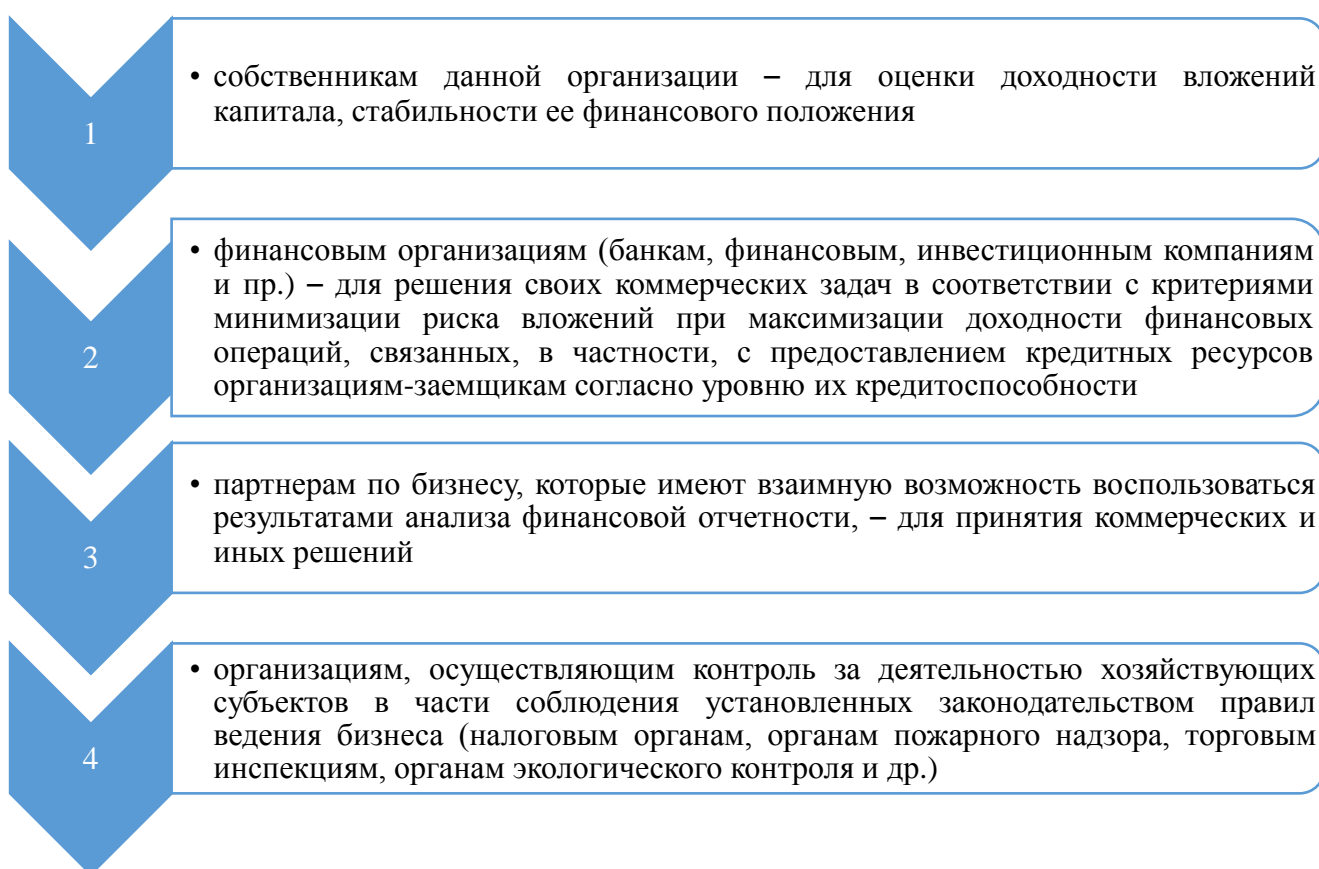 1
• собственникам данной организации – для оценки доходности вложений
капитала, стабильности ее финансового положения
2
• финансовым организациям (банкам, финансовым, инвестиционным компаниям
и пр.) – для решения своих коммерческих задач в соответствии с критериями
минимизации риска вложений при максимизации доходности финансовых
операций, связанных, в частности, с предоставлением кредитных ресурсов
организациям-заемщикам согласно уровню их кредитоспособности
3
• партнерам по бизнесу, которые имеют взаимную возможность воспользоваться
результатами анализа финансовой отчетности, – для принятия коммерческих и
иных решений
4
• организациям, осуществляющим контроль за деятельностью хозяйствующих
субъектов в части соблюдения установленных законодательством правил
ведения бизнеса (налоговым органам, органам пожарного надзора, торговым
инспекциям, органам экологического контроля и др.)